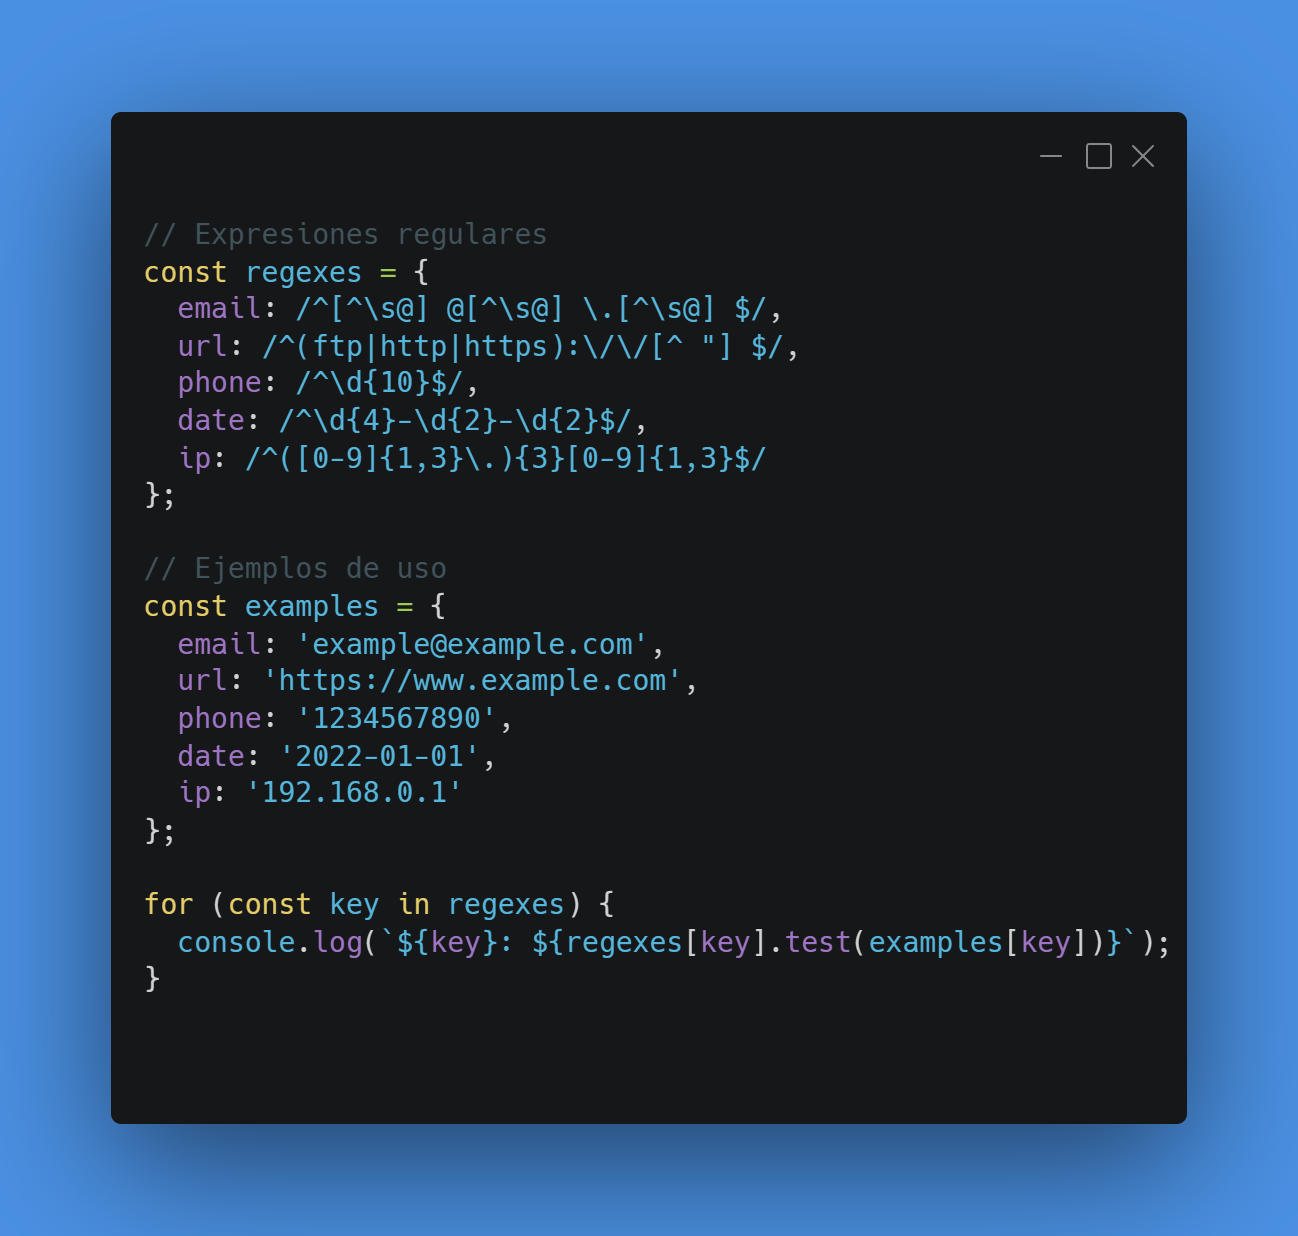 // Expresiones regulares
const regexes = {
  email: /^[^\s@] @[^\s@] \.[^\s@] $/,
  url: /^(ftp|http|https):\/\/[^ "] $/,
  phone: /^\d{10}$/,
  date: /^\d{4}-\d{2}-\d{2}$/,
  ip: /^([0-9]{1,3}\.){3}[0-9]{1,3}$/
};

// Ejemplos de uso
const examples = {
  email: 'example@example.com',
  url: 'https://www.example.com',
  phone: '1234567890',
  date: '2022-01-01',
  ip: '192.168.0.1'
};

for (const key in regexes) {
  console.log(`${key}: ${regexes[key].test(examples[key])}`);
}